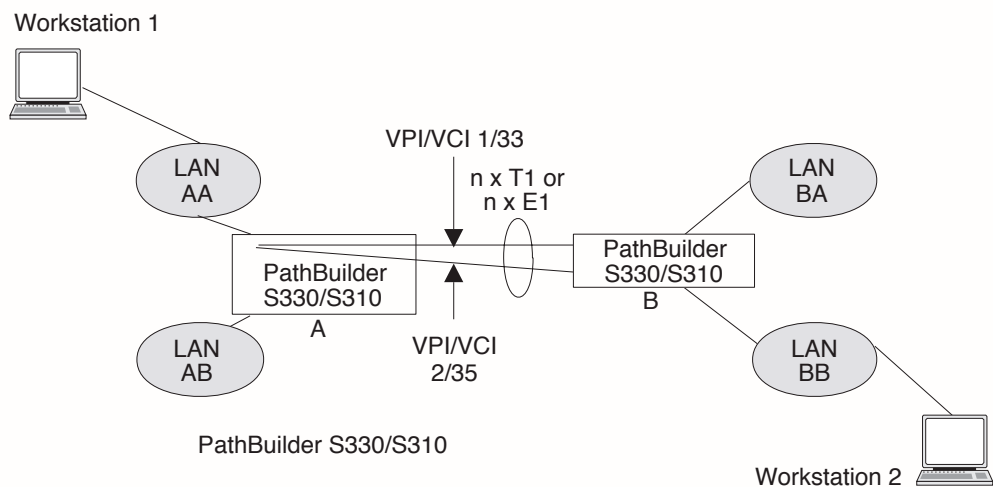 Workstation 1
LAN
AA
VPI/VCI 1/33
n x T1 or
n x E1
LAN
BA
PathBuilder
S330/S310
A
PathBuilder
S330/S310
B
LAN
AB
VPI/VCI
2/35
LAN
BB
PathBuilder S330/S310
Workstation 2